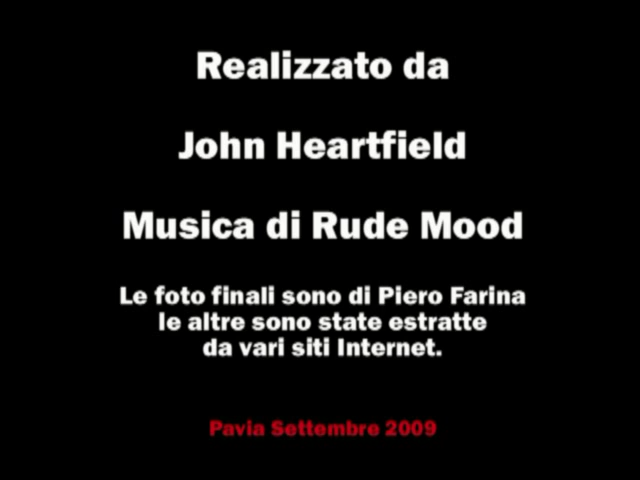 Realizzato da
John Heartfield
Musica di Rude Mood
Le foto finali sono di Piero Farina
le altre sono state estratte
da vari siti Internet.
Pavia Settembre 2009